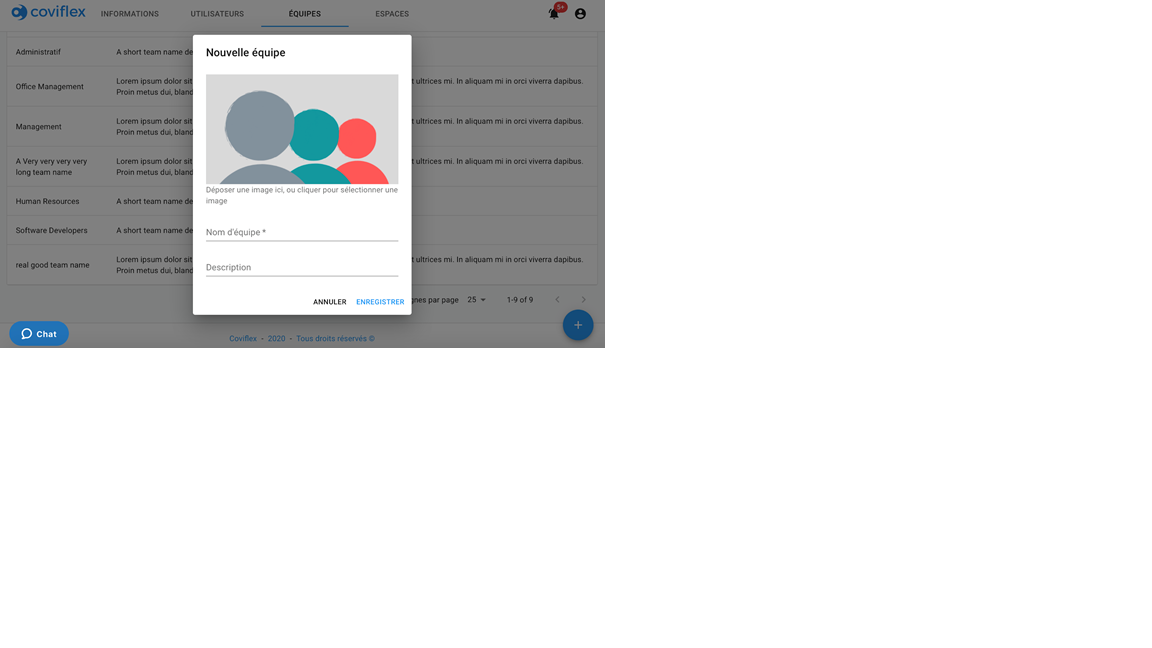 coviflex
INFORMATIONS
UTILISATEURS
ÉQUIPES
ESPACES
5+
Administratif
A short team name de
Office Management
Lorem ipsum dolor sit
Proin metus dui, bland
t ultrices mi. In aliquam mi in orci viverra dapibus.
Management
Lorem ipsum dolor sit
Proin metus dui, bland
t ultrices mi. In aliquam mi in orci viverra dapibus.
A Very very very very
long team name
Lorem ipsum dolor sit
Proin metus dui, bland
t ultrices mi. In aliquam mi in orci viverra dapibus.
Human Resources
A short team name de
Software Developers
A short team name de
real good team name
Lorem ipsum dolor sit
Proin metus dui, bland
t ultrices mi. In aliquam mi in orci viverra dapibus.
Nouvelle équipe
Déposer une image ici, ou cliquer pour sélectionner une
image
Nom d'équipe *
Description
ANNULER
ENREGISTRER
gnes par page
25
1-9 of 9
Chat
Coviflex - 2020 - Tous droits réservés ©